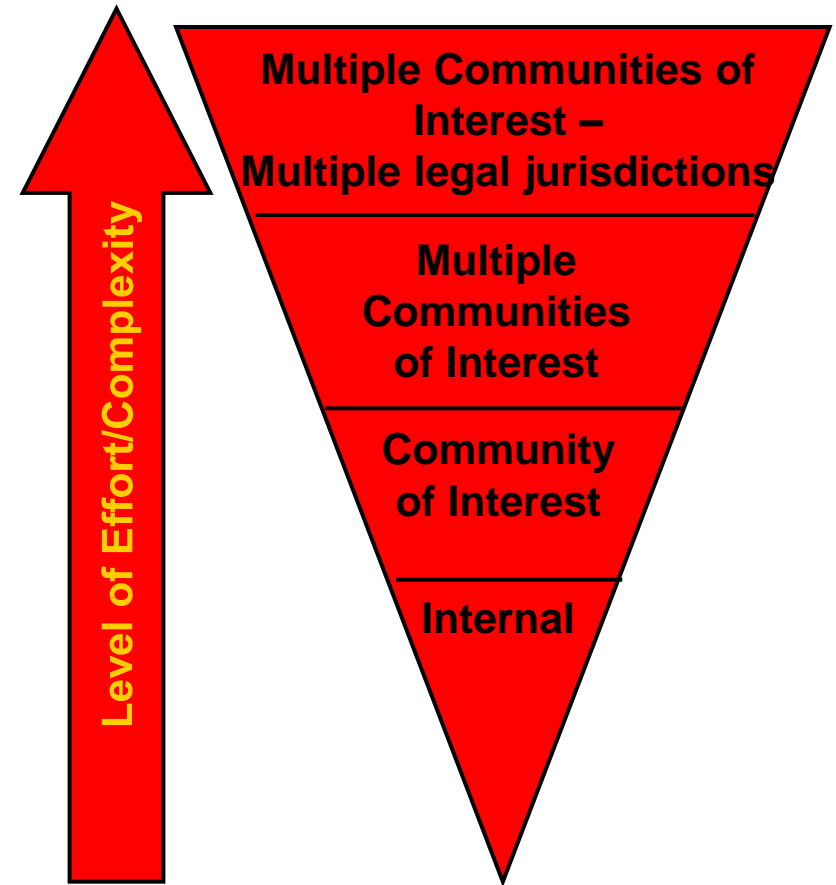 Multiple Communities of
Interest –
Multiple legal jurisdictions
Multiple
Communities
of Interest
Community
of Interest
Internal
Level of Effort/Complexity